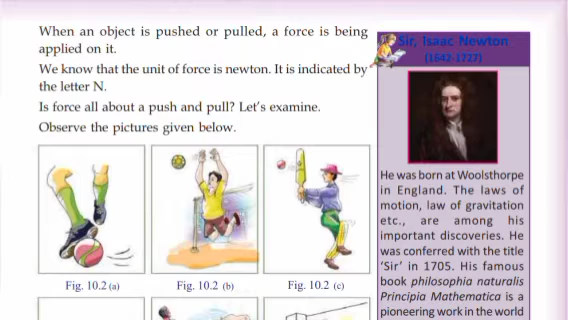 When an object is pushed or pulled, a force is being
applied on it.
We know that the unit of force is newton. It is indicated by
the letter N.
Is force all about a push and pull? Let's examine.
Observe the pictures given below.
Fig. 10.2 (a)
Fig. 10.2 (b)
Fig. 10.2 (c)
Sir, Isaac Newton
(1642-1727)
He was born at Woolsthorpe
in England. The laws of
motion, law of gravitation
etc., are among his
important discoveries. He
was conferred with the title
'Sir' in 1705. His famous
book philosophia naturalis
Principia Mathematica is a
pioneering work in the world